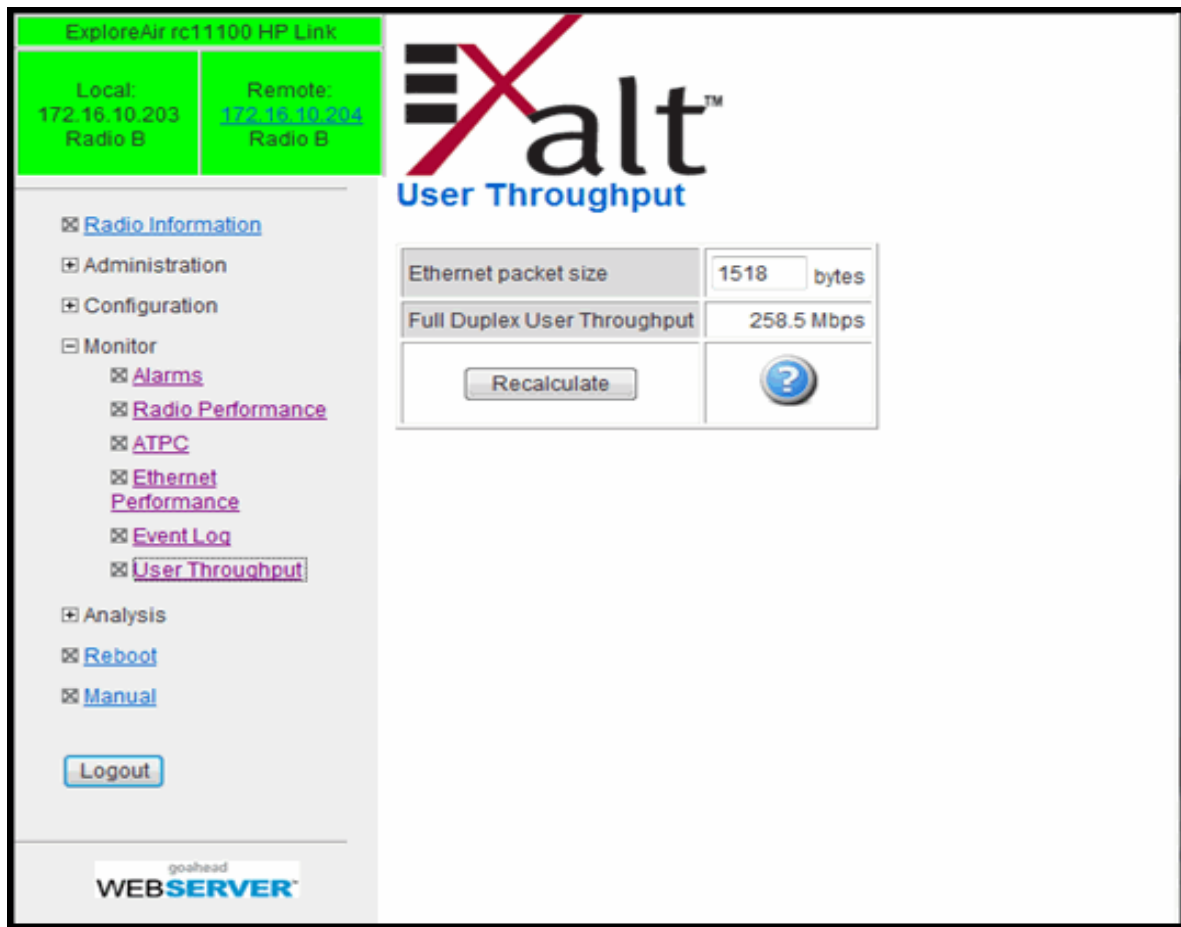 ExploreAir rc11100 HP Link
Local:
172.16.10.203
Radio B
Remote:
172.16.10.204
Radio B
Exalt™
User Throughput
Radio Information
Administration
Configuration
Monitor
Alarms
Radio Performance
ATPC
Ethernet
Performance
Event Log
User Throughput
Analysis
Reboot
Manual
Logout
goahead
WEBSERVER™
Ethernet packet size 1518 bytes
Full Duplex User Throughput 258.5 Mbps
Recalculate ?